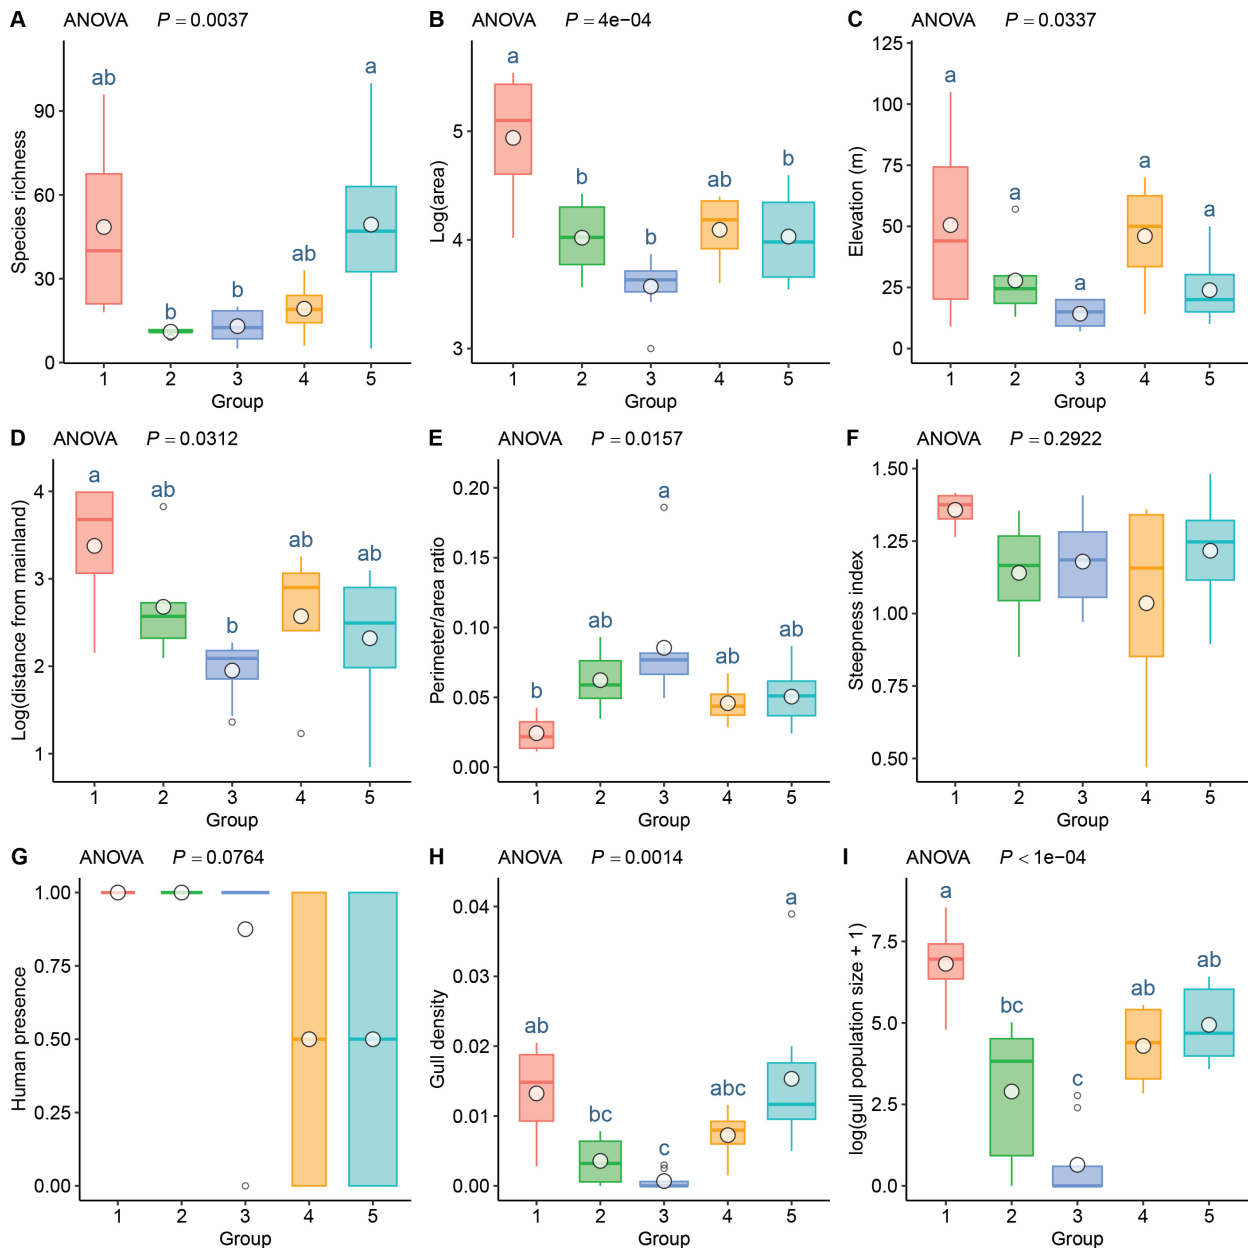 A ANOVA P = 0.0037
Species richness
90
60
30
0
ab
b
b
ab
a
1 2 3 4 5
Group
B ANOVA P = 4e−04
Log(area)
5
4
3
a
b
b
ab
b
1 2 3 4 5
Group
C ANOVA P = 0.0337
Elevation (m)
125
100
75
50
25
0
a
a
a
a
a
1 2 3 4 5
Group
D ANOVA P = 0.0312
Log(distance from mainland)
4
3
2
1
a
ab
b
ab
ab
1 2 3 4 5
Group
E ANOVA P = 0.0157
Perimeter/area ratio
0.20
0.15
0.10
0.05
0.00
b
ab
a
ab
ab
1 2 3 4 5
Group
F ANOVA P = 0.2922
Steepness index
1.50
1.25
1.00
0.75
0.50
1 2 3 4 5
Group
G ANOVA P = 0.0764
Human presence
1.00
0.75
0.50
0.25
0.00
1 2 3 4 5
Group
H ANOVA P = 0.0014
Gull density
0.04
0.03
0.02
0.01
0.00
ab
bc
c
abc
a
1 2 3 4 5
Group
I ANOVA P < 1e−04
log(gull population size + 1)
7.5
5.0
2.5
0.0
a
bc
c
ab
ab
1 2 3 4 5
Group